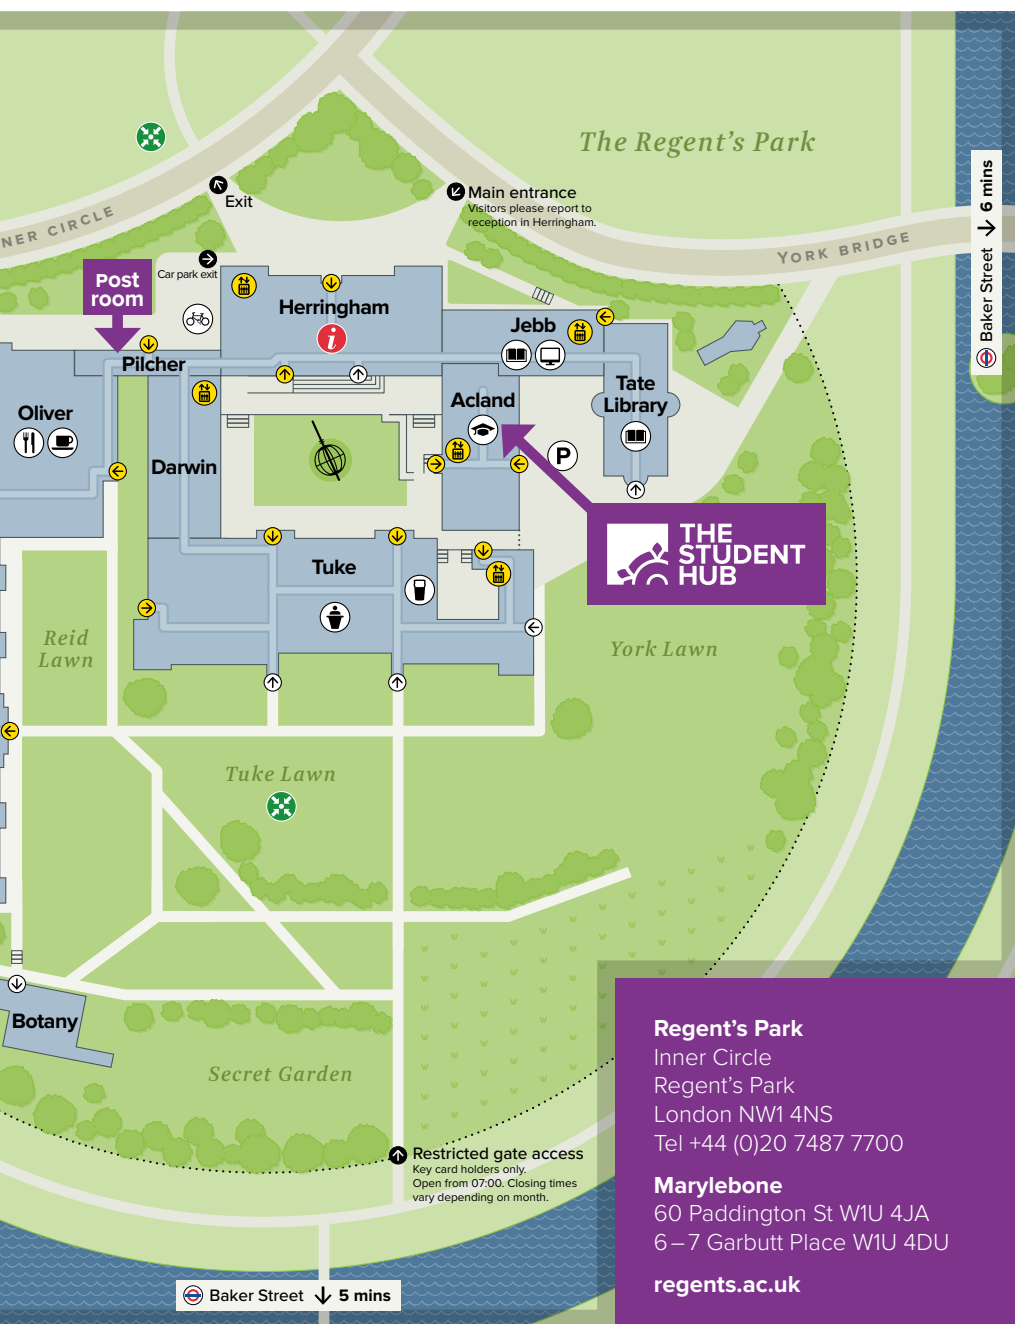 The Regent's Park
Exit
Main entrance
Visitors please report to
reception in Herringham.
NER CIRCLE
YORK BRIDGE
Baker Street → 6 mins
Car park exit
Post
room
Herringham
i
Jebb
Pilcher
Tate
Library
Acland
Oliver
Darwin
P
THE
STUDENT
HUB
Tuke
Reid
Lawn
York Lawn
Tuke Lawn
Botany
Secret Garden
Restricted gate access
Key card holders only.
Open from 07:00. Closing times
vary depending on month.
Baker Street ↓ 5 mins
Regent's Park
Inner Circle
Regent's Park
London NW1 4NS
Tel +44 (0)20 7487 7700
Marylebone
60 Paddington St W1U 4JA
6–7 Garbutt Place W1U 4DU
regents.ac.uk